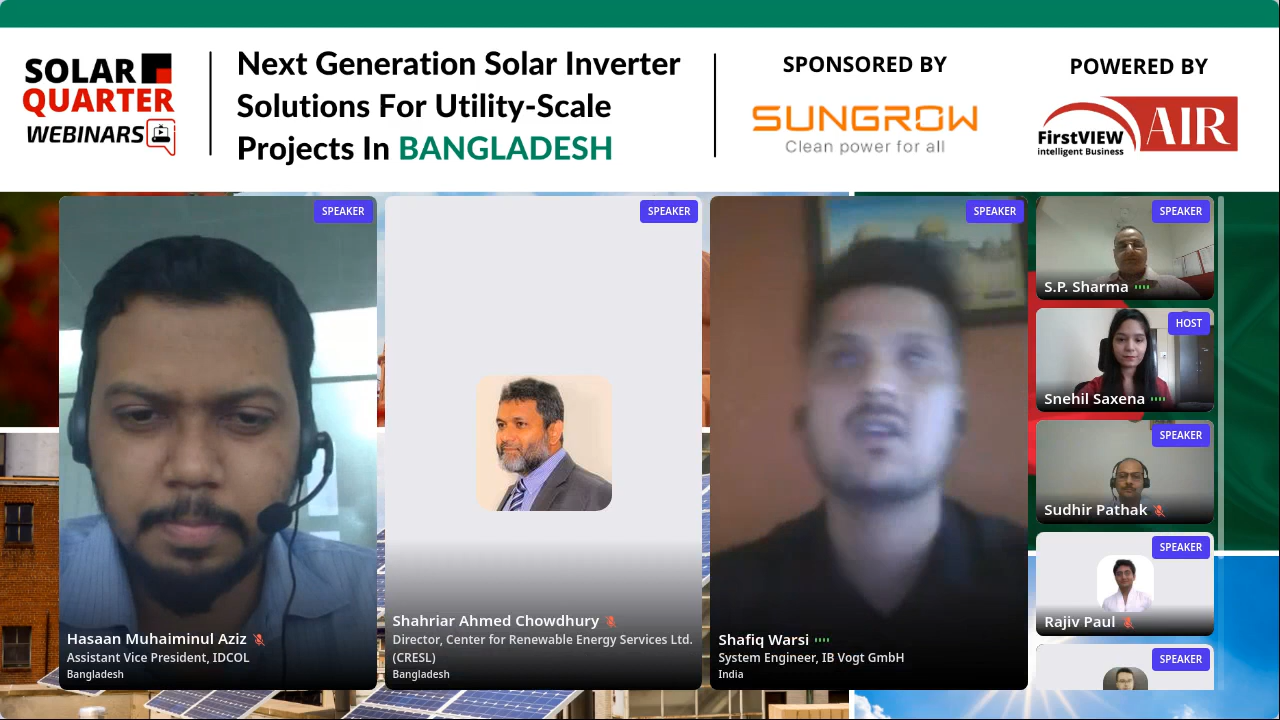 SOLAR
QUARTER
WEBINARS
Next Generation Solar Inverter
Solutions For Utility-Scale
Projects In BANGLADESH
SPONSORED BY
SUNGROW
Clean power for all
POWERED BY
FirstVIEW
intelligent Business
AIR
SPEAKER
Hasaan Muhaiminul Aziz
Assistant Vice President, IDCOL
Bangladesh
SPEAKER
Shahriar Ahmed Chowdhury
Director, Center for Renewable Energy Services Ltd.
(CRESL)
Bangladesh
SPEAKER
Shafiq Warsi
System Engineer, IB Vogt GmbH
India
SPEAKER
S.P. Sharma
HOST
Snehil Saxena
SPEAKER
Sudhir Pathak
SPEAKER
Rajiv Paul
SPEAKER